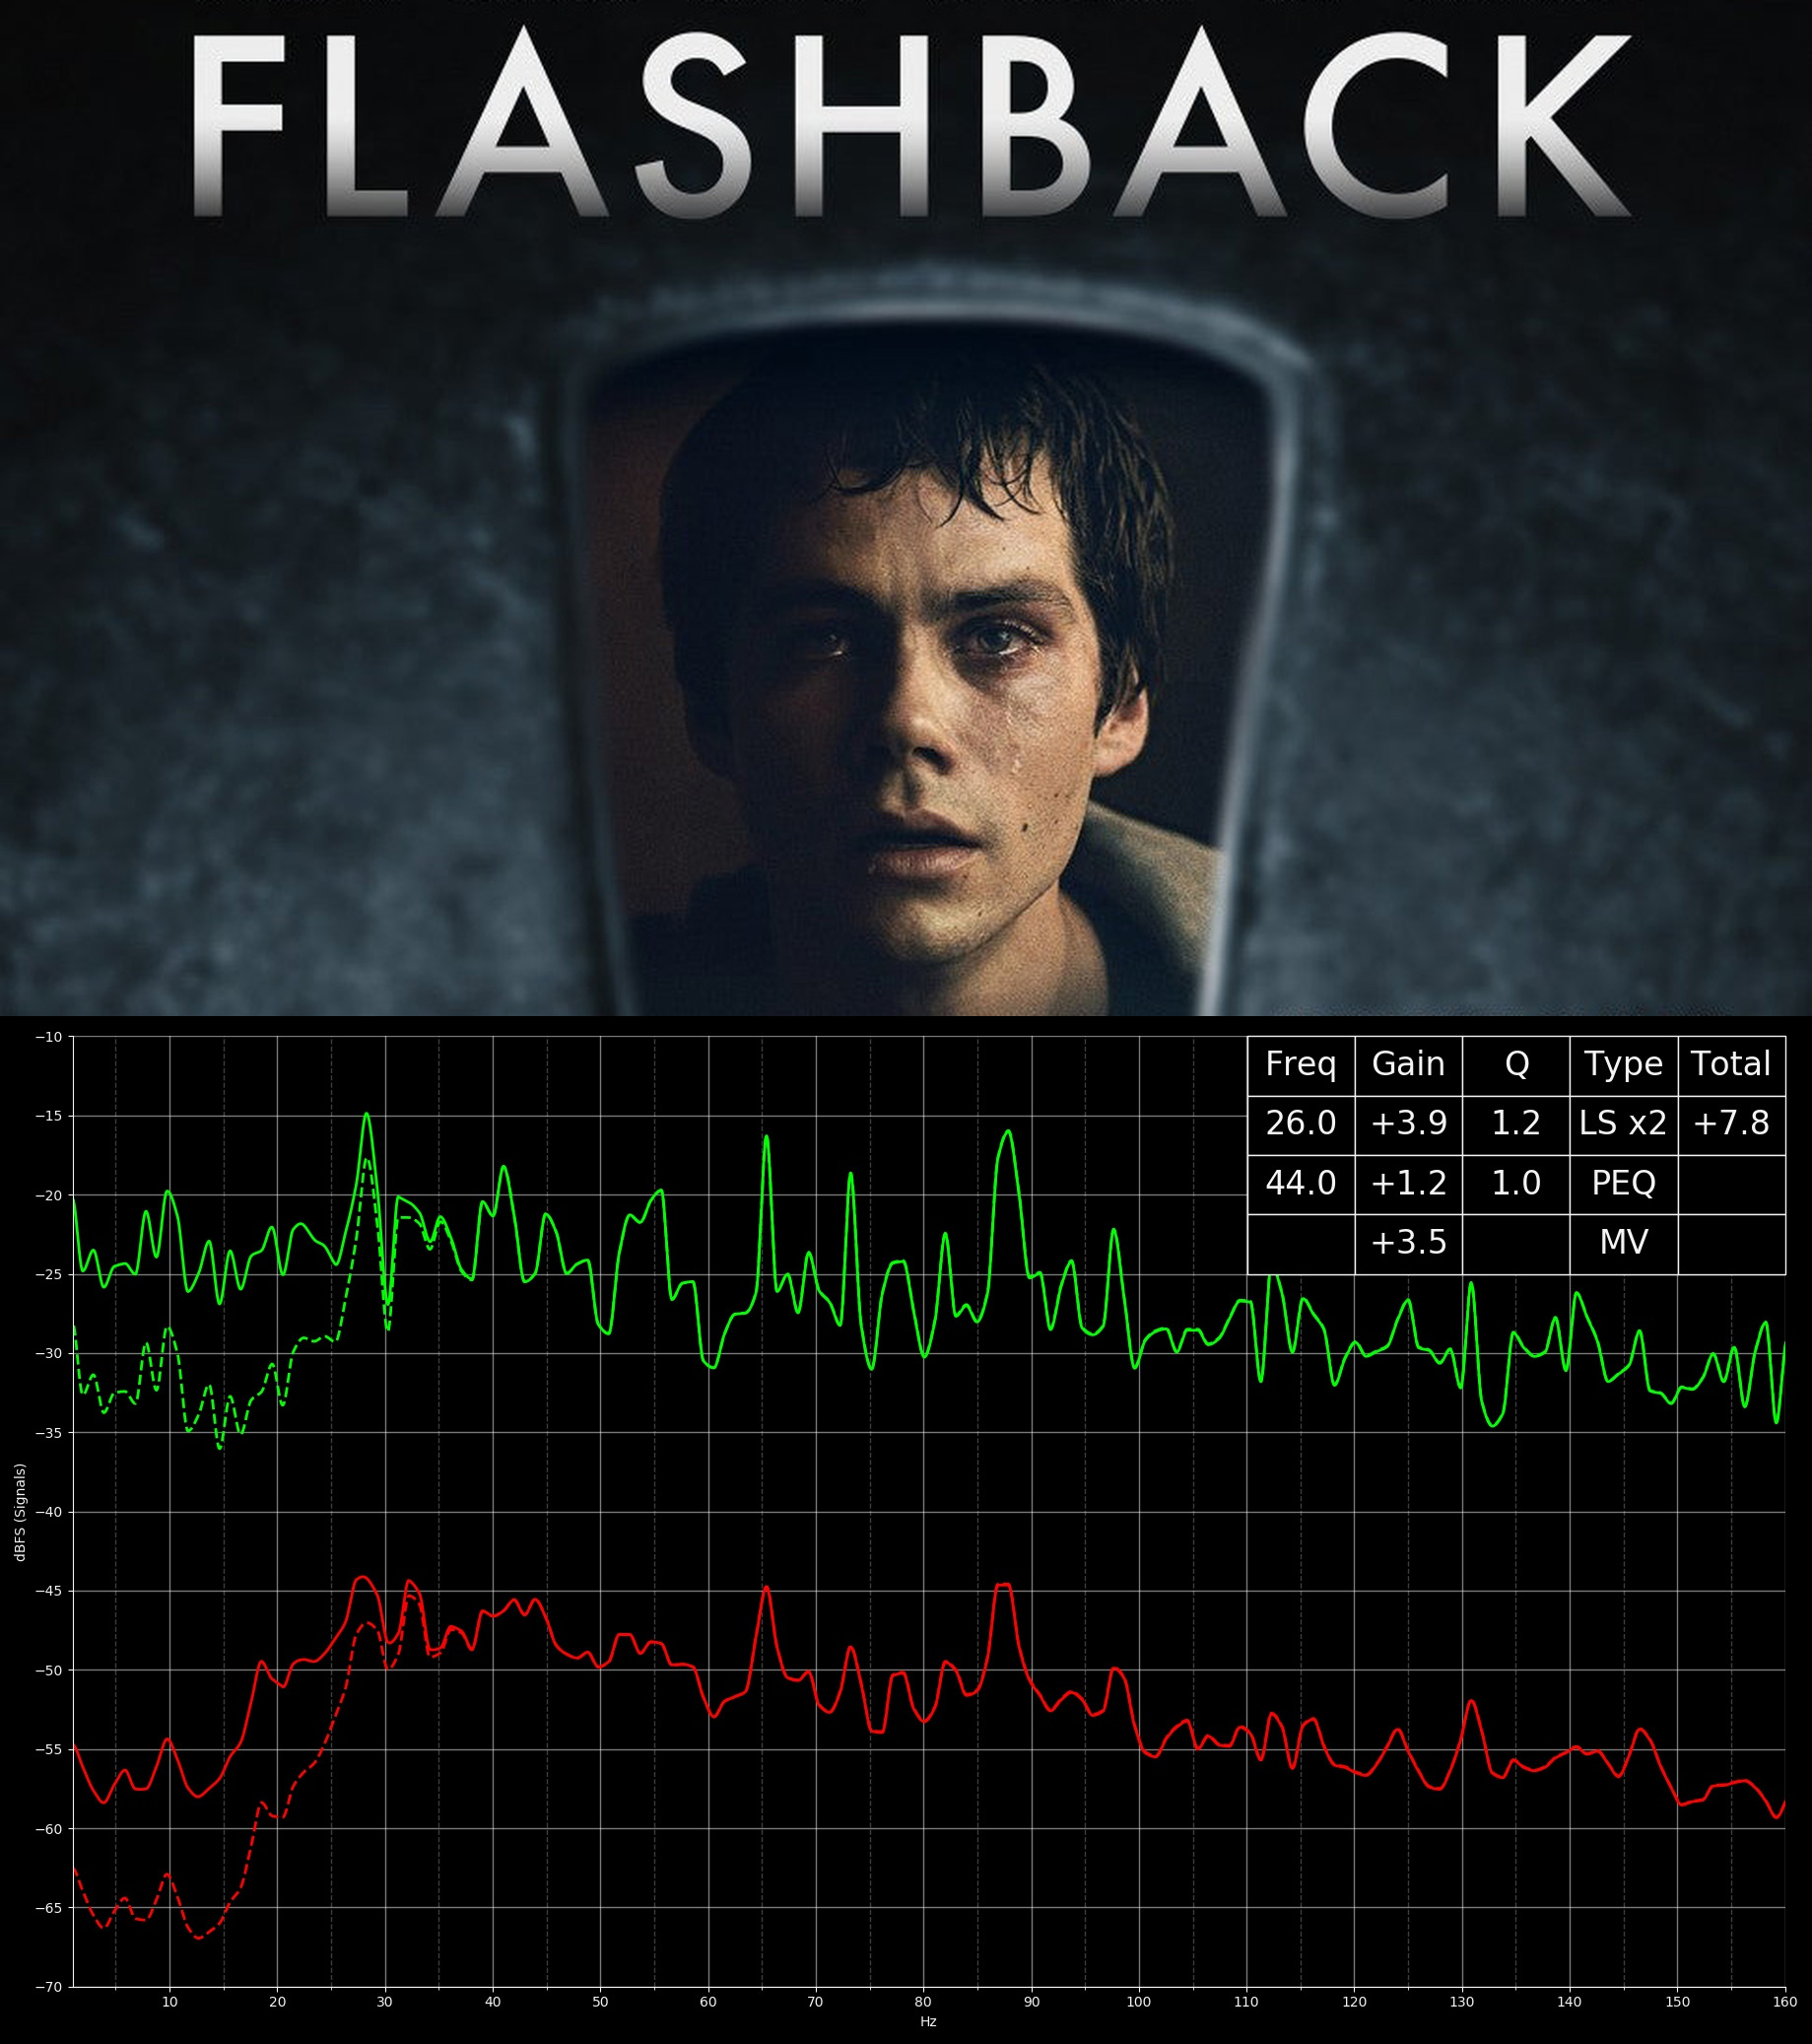 FLASHBACK
Freq Gain Q Type Total
26.0 +3.9 1.2 LS x2 +7.8
44.0 +1.2 1.0 PEQ
+3.5 MV
−10
−15
−20
−25
−30
−35
−40
−45
−50
−55
−60
−65
−70
dBFS (Signals)
10 20 30 40 50 60 70 80 90 100 110 120 130 140 150 160
Hz